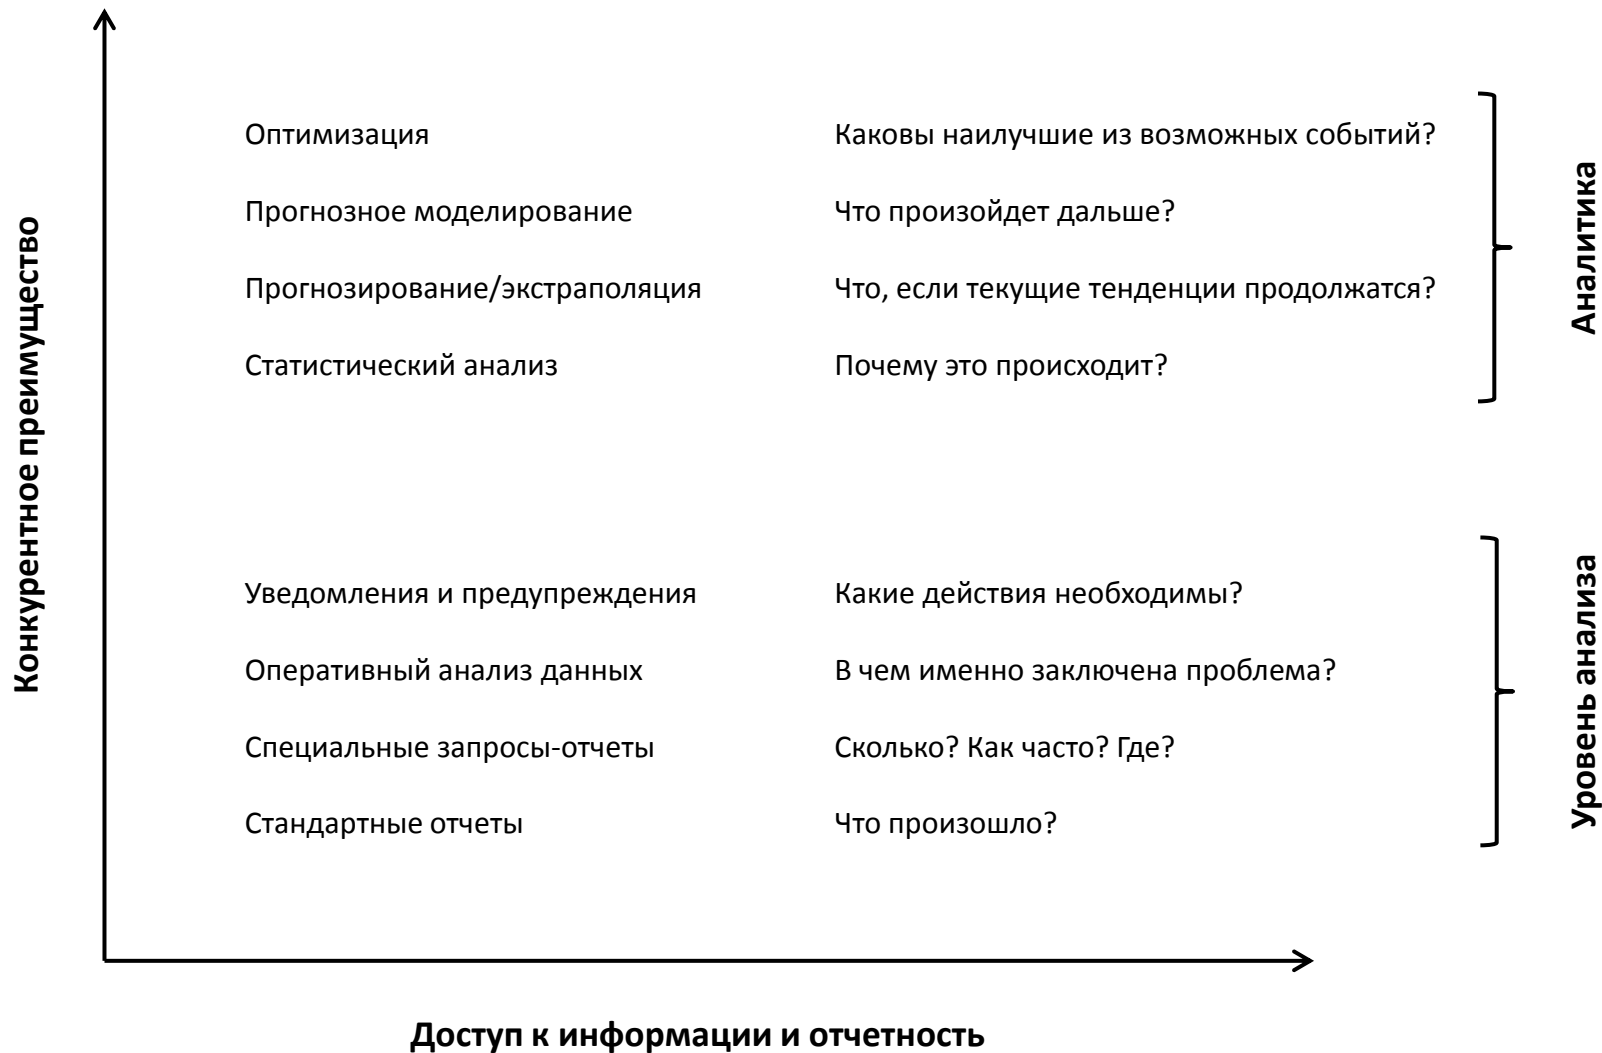 Конкурентное преимущество
Оптимизация Каковы наилучшие из возможных событий?
Прогнозное моделирование Что произойдет дальше?
Прогнозирование/экстраполяция Что, если текущие тенденции продолжатся?
Статистический анализ Почему это происходит?
Аналитика
Уведомления и предупреждения Какие действия необходимы?
Оперативный анализ данных В чем именно заключена проблема?
Специальные запросы-отчеты Сколько? Как часто? Где?
Стандартные отчеты Что произошло?
Уровень анализа
Доступ к информации и отчетность